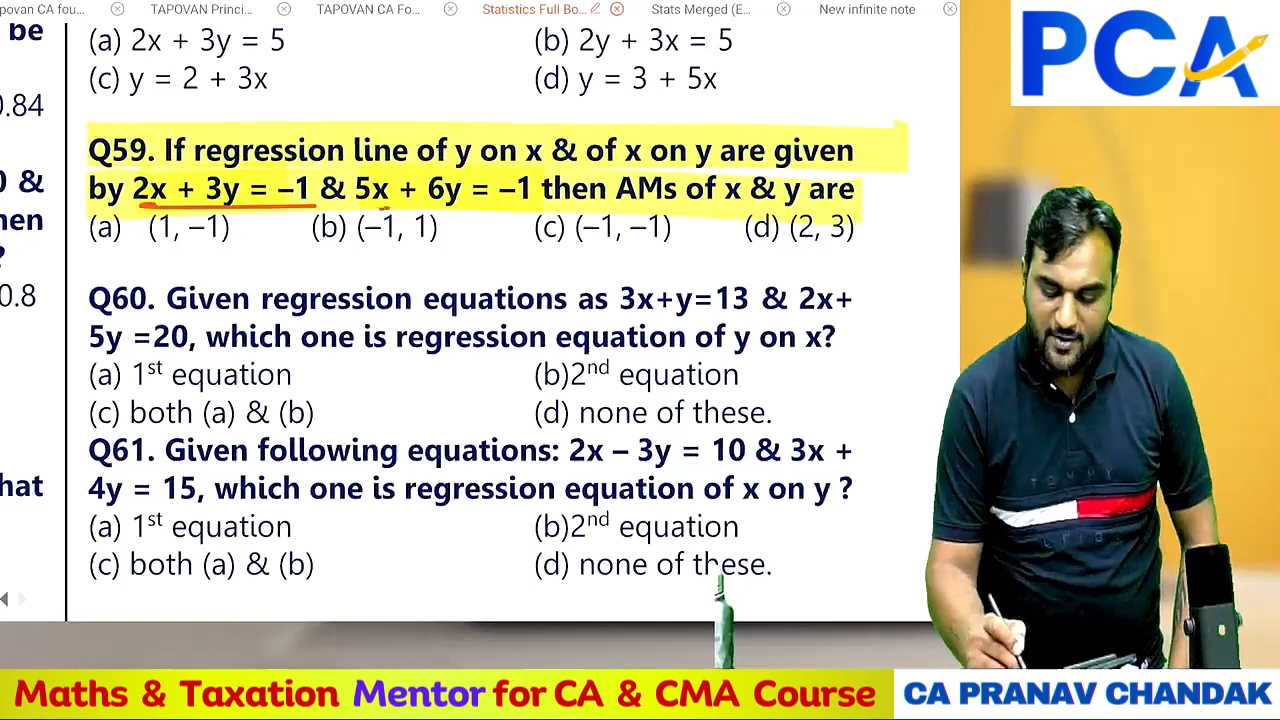 povan CA fou...
TAPOVAN Princi...
TAPOVAN CA Fo...
Statistics Full Bo...
Stats Merged (E...
New infinite note
be
0.84
0 &
hen
?
0.8
hat
(a) 2x + 3y = 5 (b) 2y + 3x = 5
(c) y = 2 + 3x (d) y = 3 + 5x
Q59. If regression line of y on x & of x on y are given
by 2x + 3y = –1 & 5x + 6y = –1 then AMs of x & y are
(a) (1, –1) (b) (–1, 1) (c) (–1, –1) (d) (2, 3)
Q60. Given regression equations as 3x+y=13 & 2x+
5y =20, which one is regression equation of y on x?
(a) 1st equation (b)2nd equation
(c) both (a) & (b) (d) none of these.
Q61. Given following equations: 2x – 3y = 10 & 3x +
4y = 15, which one is regression equation of x on y ?
(a) 1st equation (b)2nd equation
(c) both (a) & (b) (d) none of these.
PCA
Maths & Taxation Mentor for CA & CMA Course
CA PRANAV CHANDAK